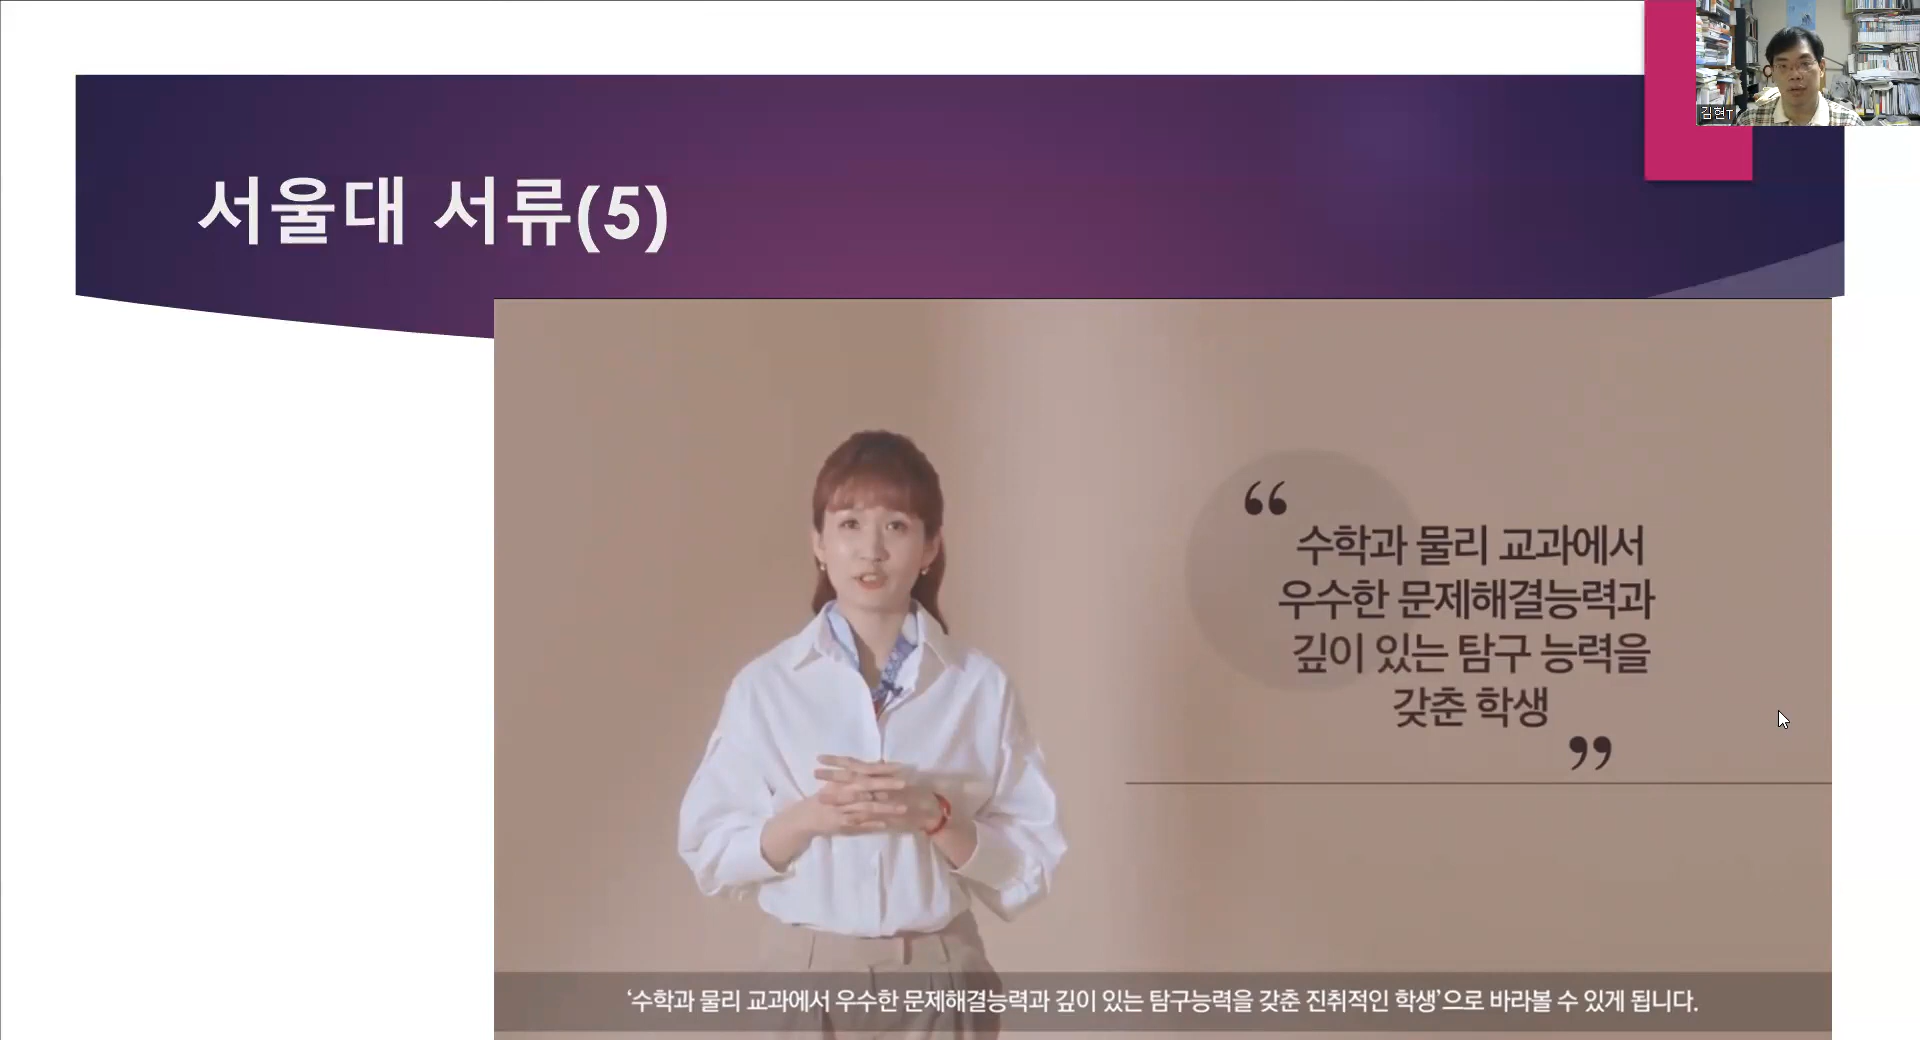 서울대 서류(5)
김현T
“
수학과 물리 교과에서
우수한 문제해결능력과
깊이 있는 탐구 능력을
갖춘 학생
”
‘수학과 물리 교과에서 우수한 문제해결능력과 깊이 있는 탐구능력을 갖춘 진취적인 학생’으로 바라볼 수 있게 됩니다.